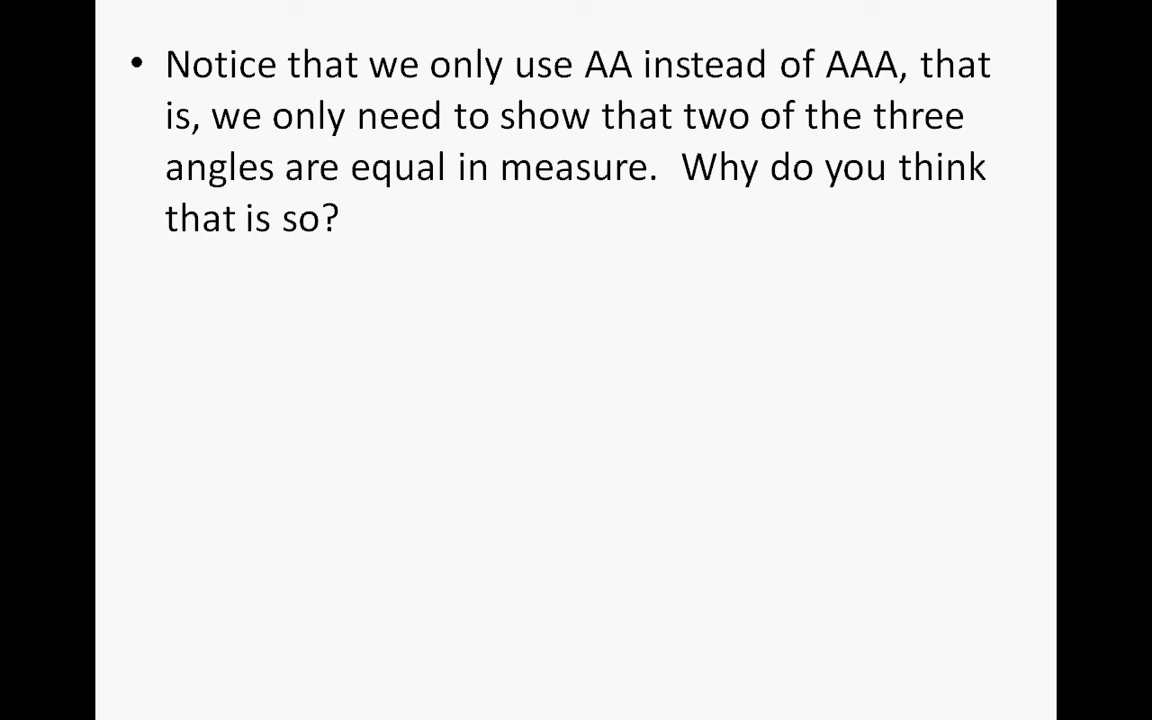 • Notice that we only use AA instead of AAA, that
is, we only need to show that two of the three
angles are equal in measure.  Why do you think
that is so?